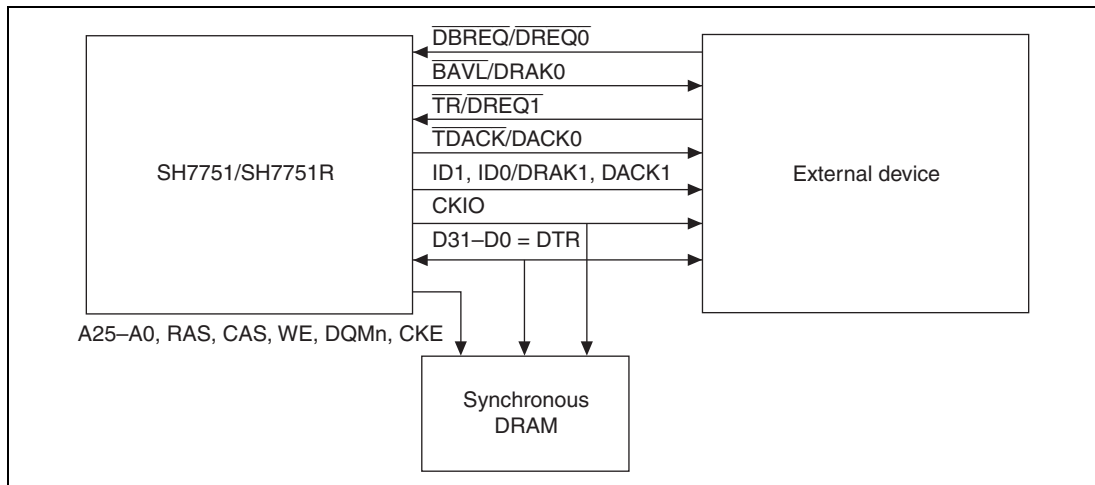 DBREQ/DREQ0
BAVL/DRAK0
TR/DREQ1
TDACK/DACK0
SH7751/SH7751R
ID1, ID0/DRAK1, DACK1
External device
CKIO
D31–D0 = DTR
A25–A0, RAS, CAS, WE, DQMn, CKE
Synchronous
DRAM